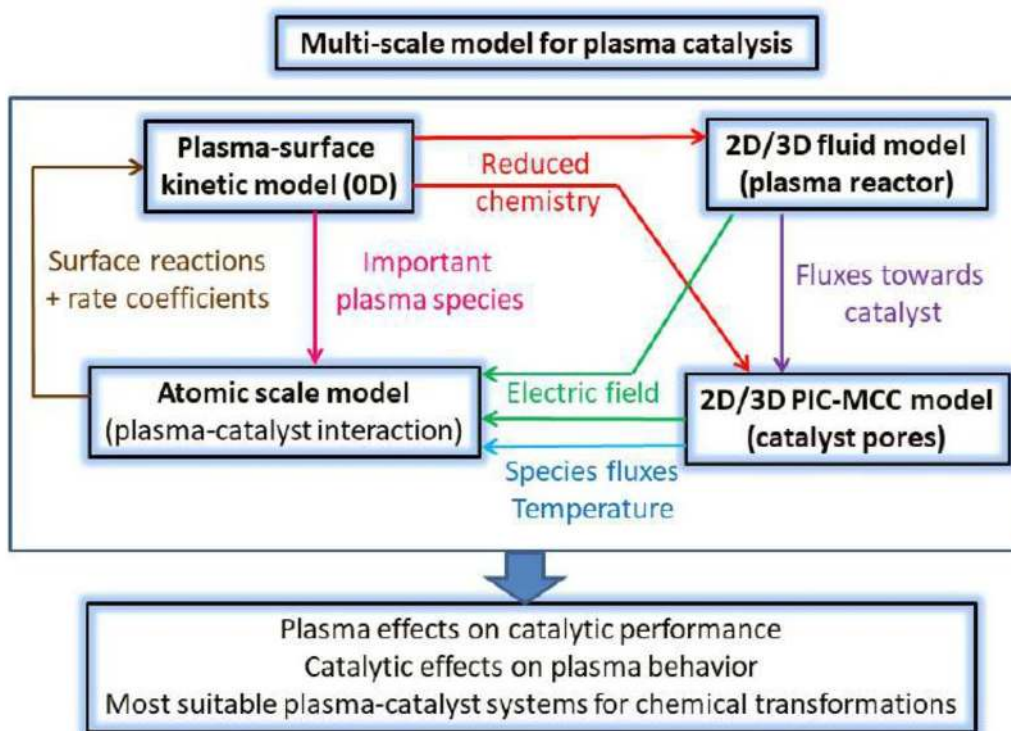 Multi-scale model for plasma catalysis
Plasma-surface
kinetic model (0D)
Reduced
chemistry
2D/3D fluid model
(plasma reactor)
Surface reactions
+ rate coefficients
Important
plasma species
Fluxes towards
catalyst
Atomic scale model
(plasma-catalyst interaction)
Electric field
2D/3D PIC-MCC model
(catalyst pores)
Species fluxes
Temperature
Plasma effects on catalytic performance
Catalytic effects on plasma behavior
Most suitable plasma-catalyst systems for chemical transformations